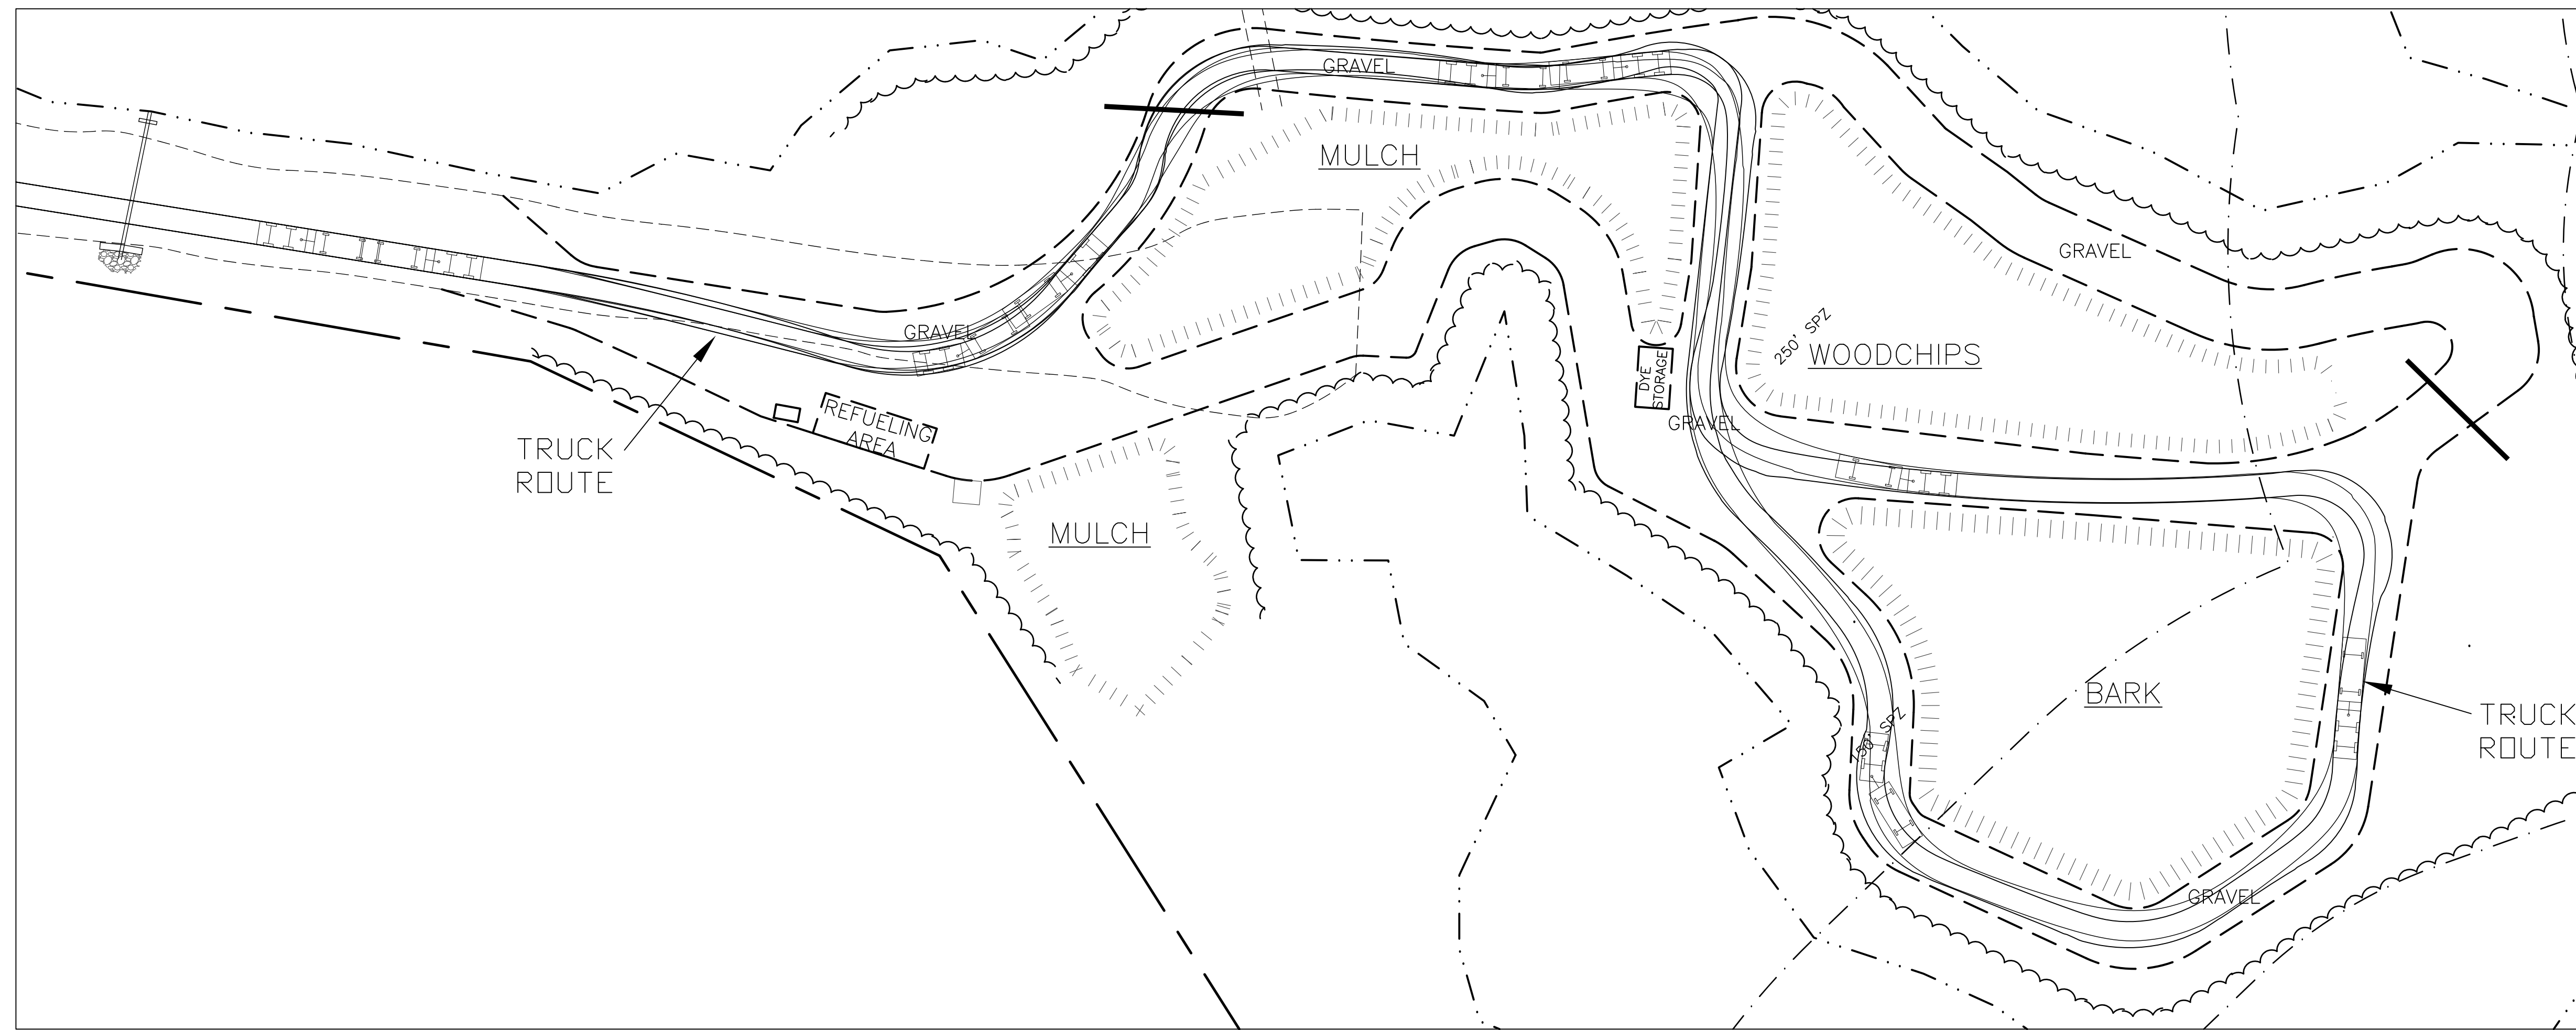 GRAVEL
MULCH
GRAVEL
250' SPZ
WOODCHIPS
GRAVEL
DYE
STORAGE
GRAVEL
REFUELING
AREA
TRUCK
ROUTE
MULCH
BARK
150' SPZ
TRUCK
ROUTE
GRAVEL